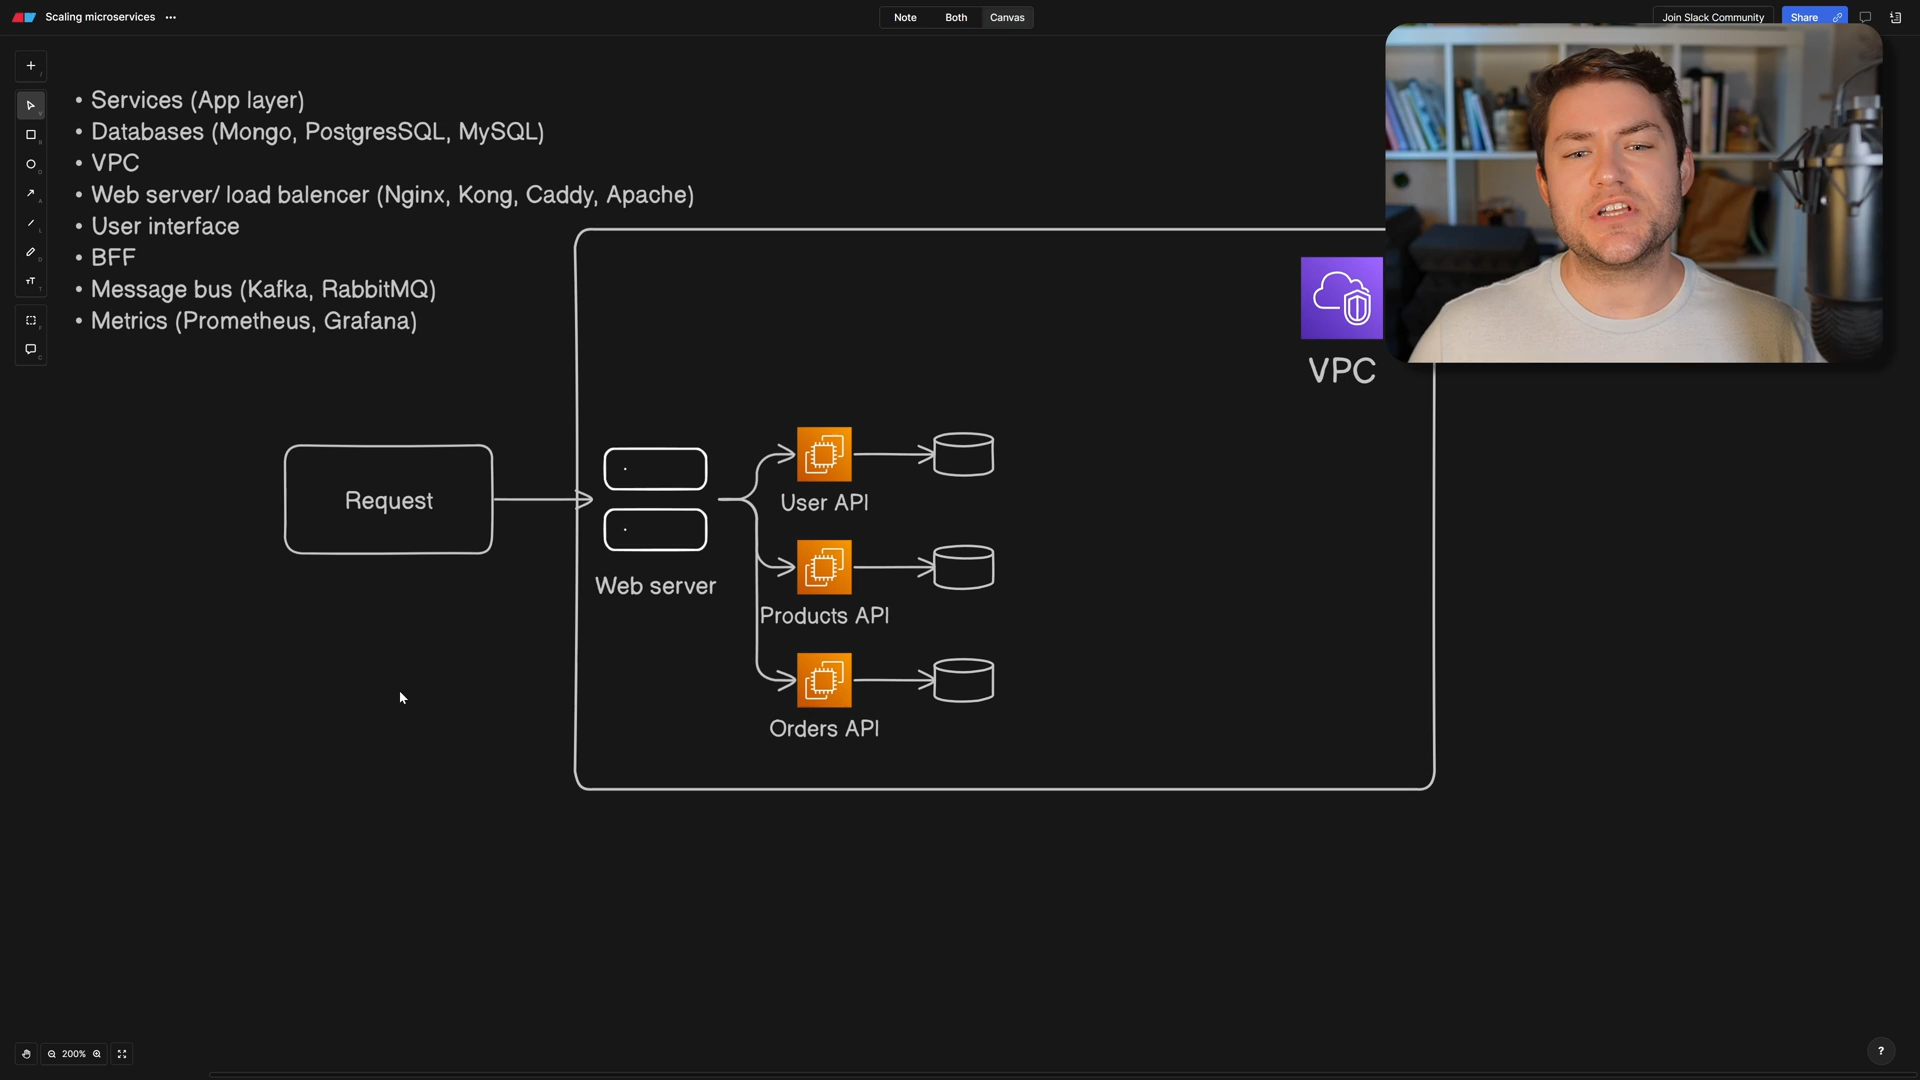 Scaling microservices ...
Note
Both
Canvas
Join Slack Community
Share
• Services (App layer)
• Databases (Mongo, PostgresSQL, MySQL)
• VPC
• Web server/ load balencer (Nginx, Kong, Caddy, Apache)
• User interface
• BFF
• Message bus (Kafka, RabbitMQ)
• Metrics (Prometheus, Grafana)
VPC
Request
Web server
User API
Products API
Orders API
200%
?